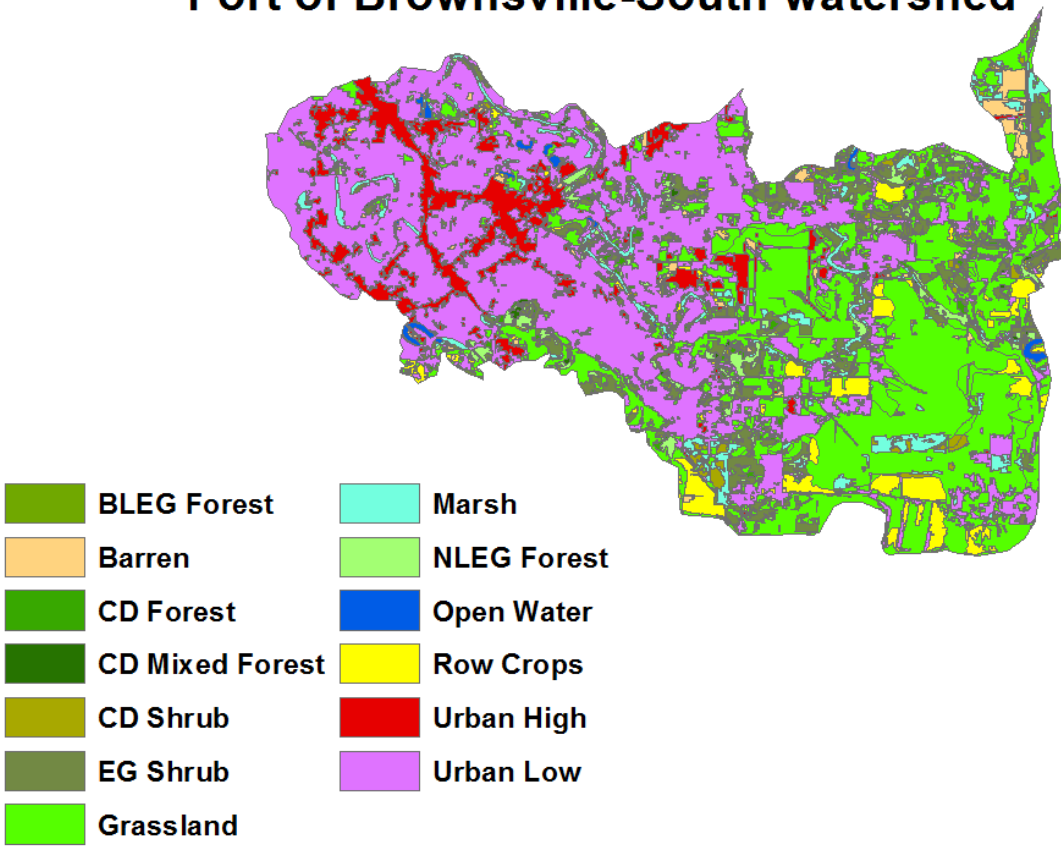 Port of Brownsville-South watershed
BLEG Forest
Barren
CD Forest
CD Mixed Forest
CD Shrub
EG Shrub
Grassland
Marsh
NLEG Forest
Open Water
Row Crops
Urban High
Urban Low